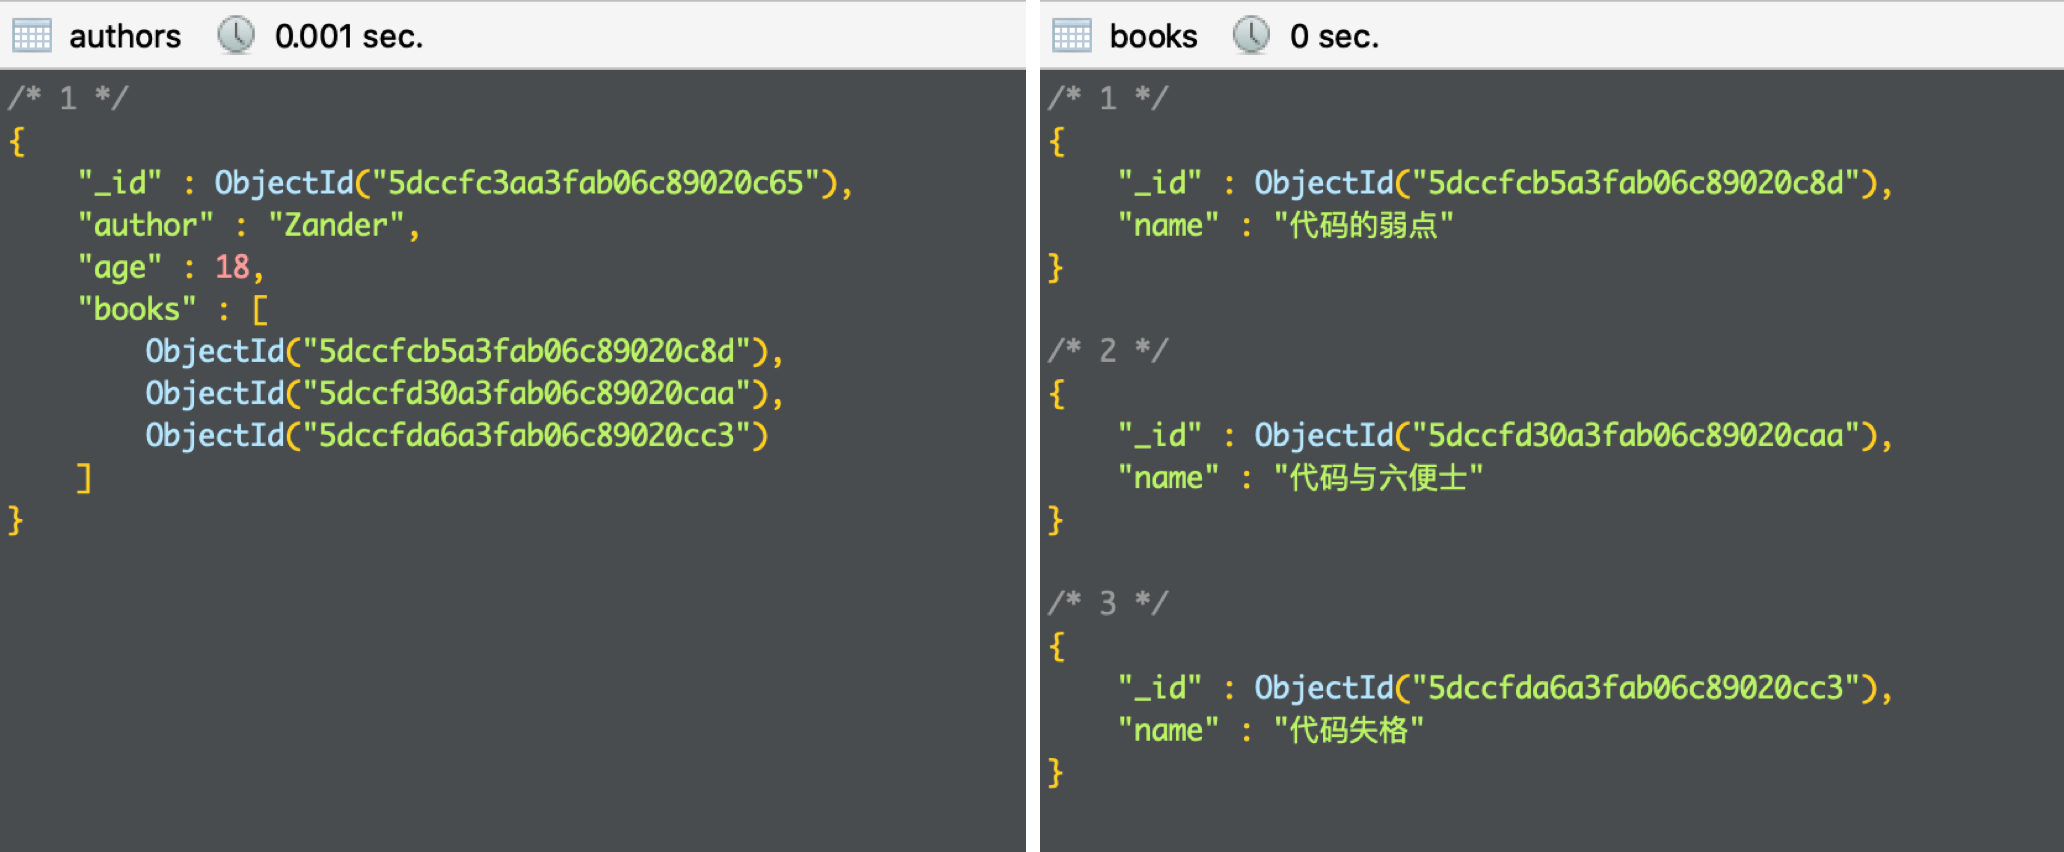 authors 0.001 sec.
/* 1 */
{
    "_id" : ObjectId("5dccfc3aa3fab06c89020c65"),
    "author" : "Zander",
    "age" : 18,
    "books" : [
        ObjectId("5dccfcb5a3fab06c89020c8d"),
        ObjectId("5dccfd30a3fab06c89020caa"),
        ObjectId("5dccfda6a3fab06c89020cc3")
    ]
}
books 0 sec.
/* 1 */
{
    "_id" : ObjectId("5dccfcb5a3fab06c89020c8d"),
    "name" : "代码的弱点"
}
/* 2 */
{
    "_id" : ObjectId("5dccfd30a3fab06c89020caa"),
    "name" : "代码与六便士"
}
/* 3 */
{
    "_id" : ObjectId("5dccfda6a3fab06c89020cc3"),
    "name" : "代码失格"
}